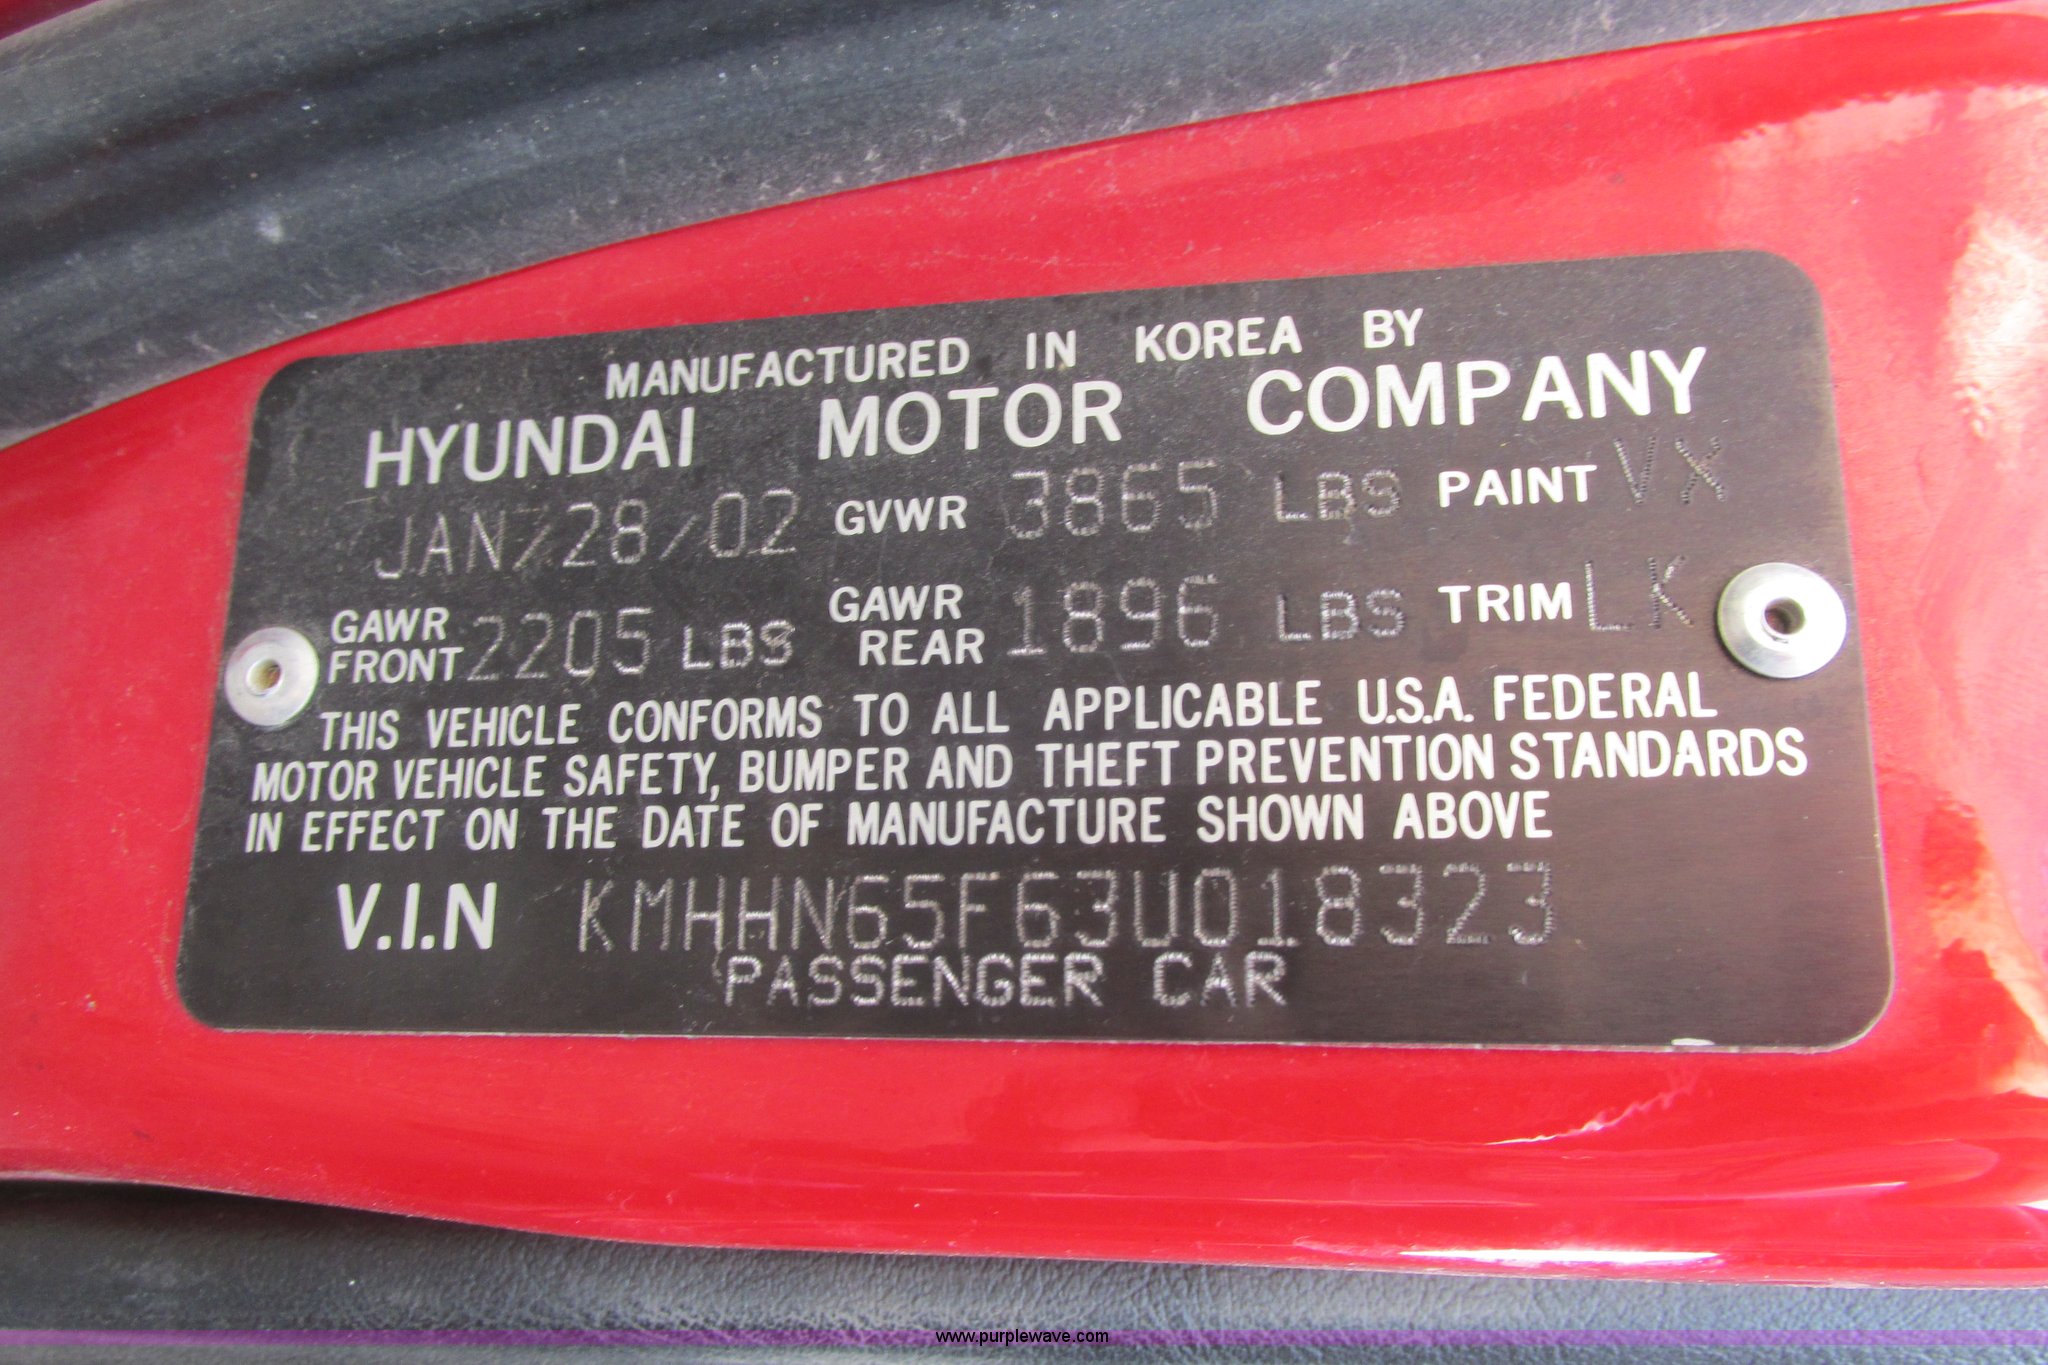 MANUFACTURED IN KOREA BY
HYUNDAI MOTOR COMPANY
JAN/28/02 GVWR 3865 LBS PAINT VX
GAWR FRONT 2205 LBS GAWR REAR 1896 LBS TRIM LK
THIS VEHICLE CONFORMS TO ALL APPLICABLE U.S.A. FEDERAL
MOTOR VEHICLE SAFETY, BUMPER AND THEFT PREVENTION STANDARDS
IN EFFECT ON THE DATE OF MANUFACTURE SHOWN ABOVE
V.I.N KMHHN65F63U018323
PASSENGER CAR
www.purplewave.com